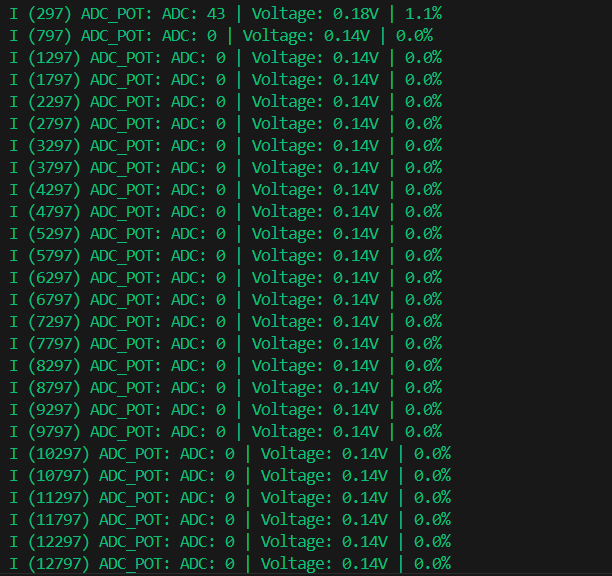 I (297) ADC_POT: ADC: 43 | Voltage: 0.18V | 1.1%
I (797) ADC_POT: ADC: 0 | Voltage: 0.14V | 0.0%
I (1297) ADC_POT: ADC: 0 | Voltage: 0.14V | 0.0%
I (1797) ADC_POT: ADC: 0 | Voltage: 0.14V | 0.0%
I (2297) ADC_POT: ADC: 0 | Voltage: 0.14V | 0.0%
I (2797) ADC_POT: ADC: 0 | Voltage: 0.14V | 0.0%
I (3297) ADC_POT: ADC: 0 | Voltage: 0.14V | 0.0%
I (3797) ADC_POT: ADC: 0 | Voltage: 0.14V | 0.0%
I (4297) ADC_POT: ADC: 0 | Voltage: 0.14V | 0.0%
I (4797) ADC_POT: ADC: 0 | Voltage: 0.14V | 0.0%
I (5297) ADC_POT: ADC: 0 | Voltage: 0.14V | 0.0%
I (5797) ADC_POT: ADC: 0 | Voltage: 0.14V | 0.0%
I (6297) ADC_POT: ADC: 0 | Voltage: 0.14V | 0.0%
I (6797) ADC_POT: ADC: 0 | Voltage: 0.14V | 0.0%
I (7297) ADC_POT: ADC: 0 | Voltage: 0.14V | 0.0%
I (7797) ADC_POT: ADC: 0 | Voltage: 0.14V | 0.0%
I (8297) ADC_POT: ADC: 0 | Voltage: 0.14V | 0.0%
I (8797) ADC_POT: ADC: 0 | Voltage: 0.14V | 0.0%
I (9297) ADC_POT: ADC: 0 | Voltage: 0.14V | 0.0%
I (9797) ADC_POT: ADC: 0 | Voltage: 0.14V | 0.0%
I (10297) ADC_POT: ADC: 0 | Voltage: 0.14V | 0.0%
I (10797) ADC_POT: ADC: 0 | Voltage: 0.14V | 0.0%
I (11297) ADC_POT: ADC: 0 | Voltage: 0.14V | 0.0%
I (11797) ADC_POT: ADC: 0 | Voltage: 0.14V | 0.0%
I (12297) ADC_POT: ADC: 0 | Voltage: 0.14V | 0.0%
I (12797) ADC_POT: ADC: 0 | Voltage: 0.14V | 0.0%